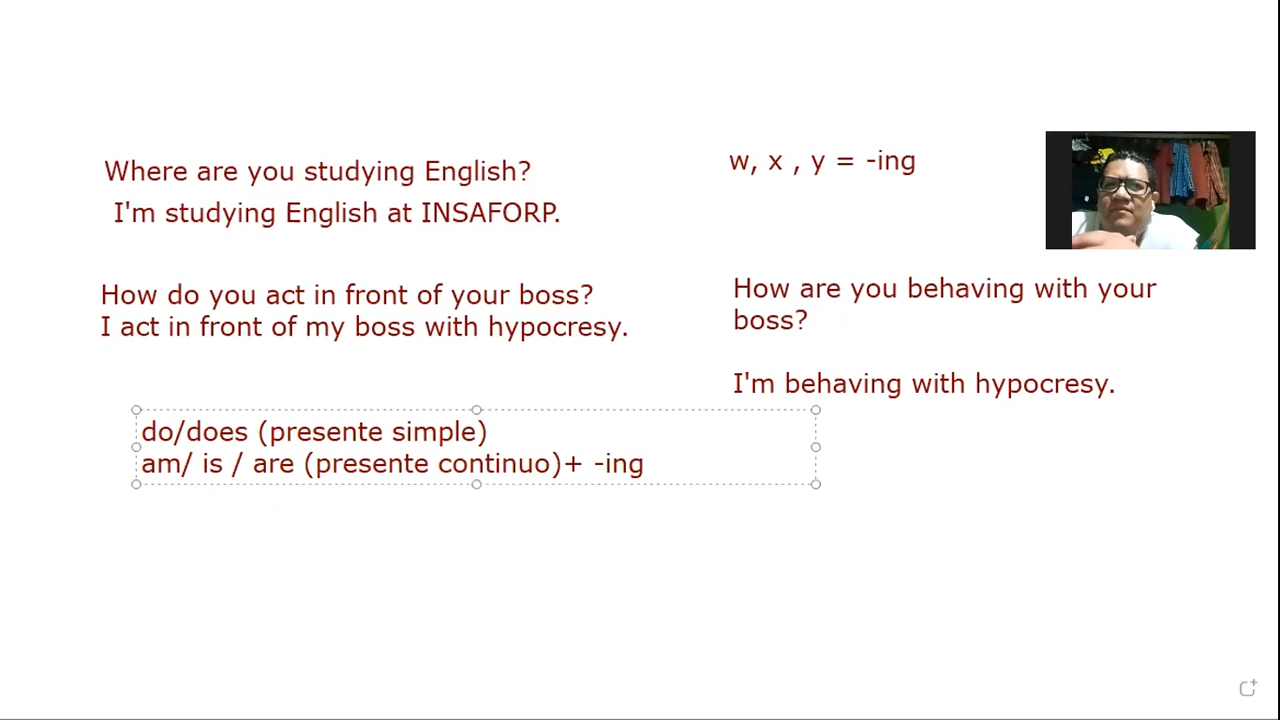 Where are you studying English?
I'm studying English at INSAFORP.
w, x , y = -ing
How do you act in front of your boss?
I act in front of my boss with hypocresy.
How are you behaving with your
boss?
I'm behaving with hypocresy.
do/does (presente simple)
am/ is / are (presente continuo)+ -ing